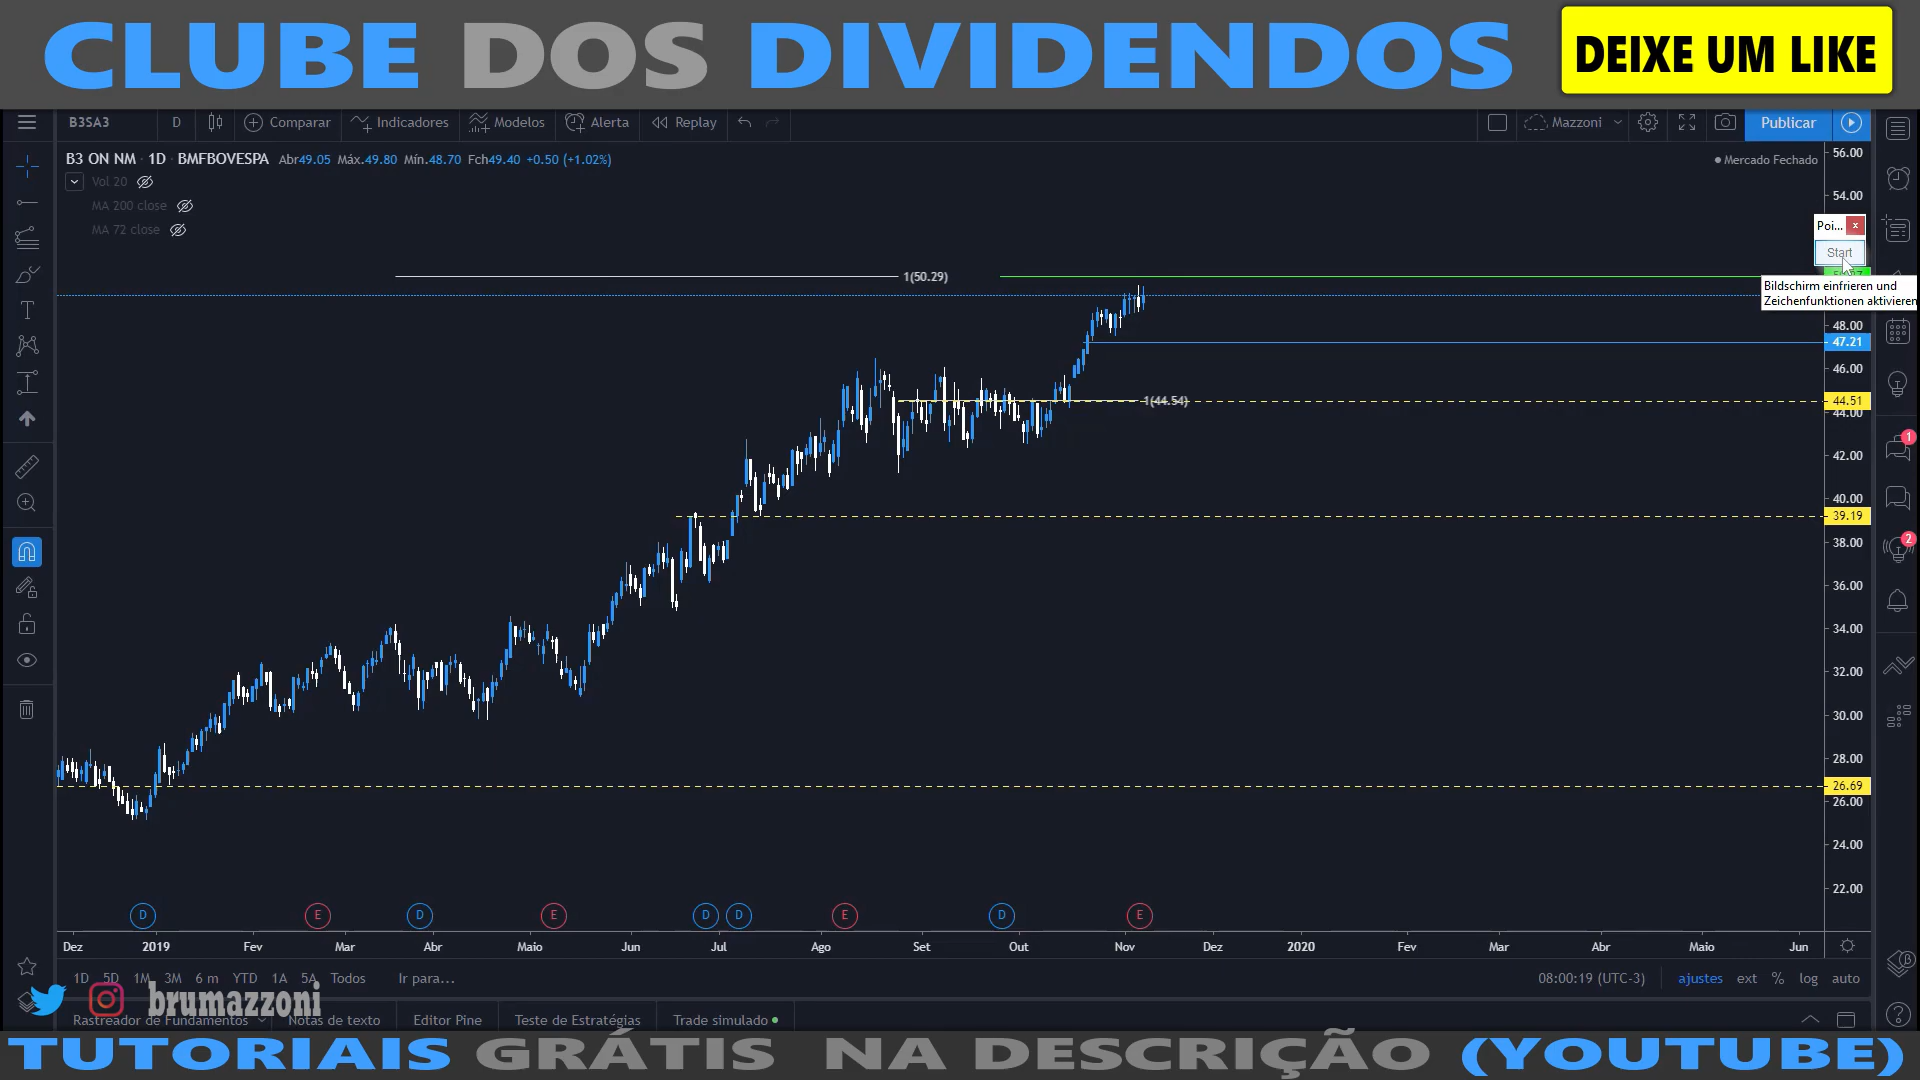 CLUBE DOS DIVIDENDOS
DEIXE UM LIKE
B3SA3 D Comparar Indicadores Modelos Alerta Replay Mazzoni Publicar
B3 ON NM · 1D · BMFBOVESPA Abr49.05 Máx.49.80 Mín.48.70 Fch49.40 +0.50 (+1.02%)
Mercado Fechado
Vol 20
MA 200 close
MA 72 close
56.00
54.00
Poi... x
Start
1(50.29)
Bildschirm einfrieren und
Zeichenfunktionen aktivieren
48.00
47.21
46.00
1(44.54)
44.51
44.00
42.00
40.00
39.19
38.00
36.00
34.00
32.00
30.00
28.00
26.69
26.00
24.00
22.00
1
2
D E D E D D E D E
Dez 2019 Fev Mar Abr Maio Jun Jul Ago Set Out Nov Dez 2020 Fev Mar Abr Maio Jun
1D 5D 1M 3M 6 m YTD 1A 5A Todos Ir para... 08:00:19 (UTC-3) ajustes ext % log auto
brumazzoni
Rastreador de Fundamentos Notas de texto Editor Pine Teste de Estratégias Trade simulado
TUTORIAIS GRÁTIS NA DESCRIÇÃO (YOUTUBE)